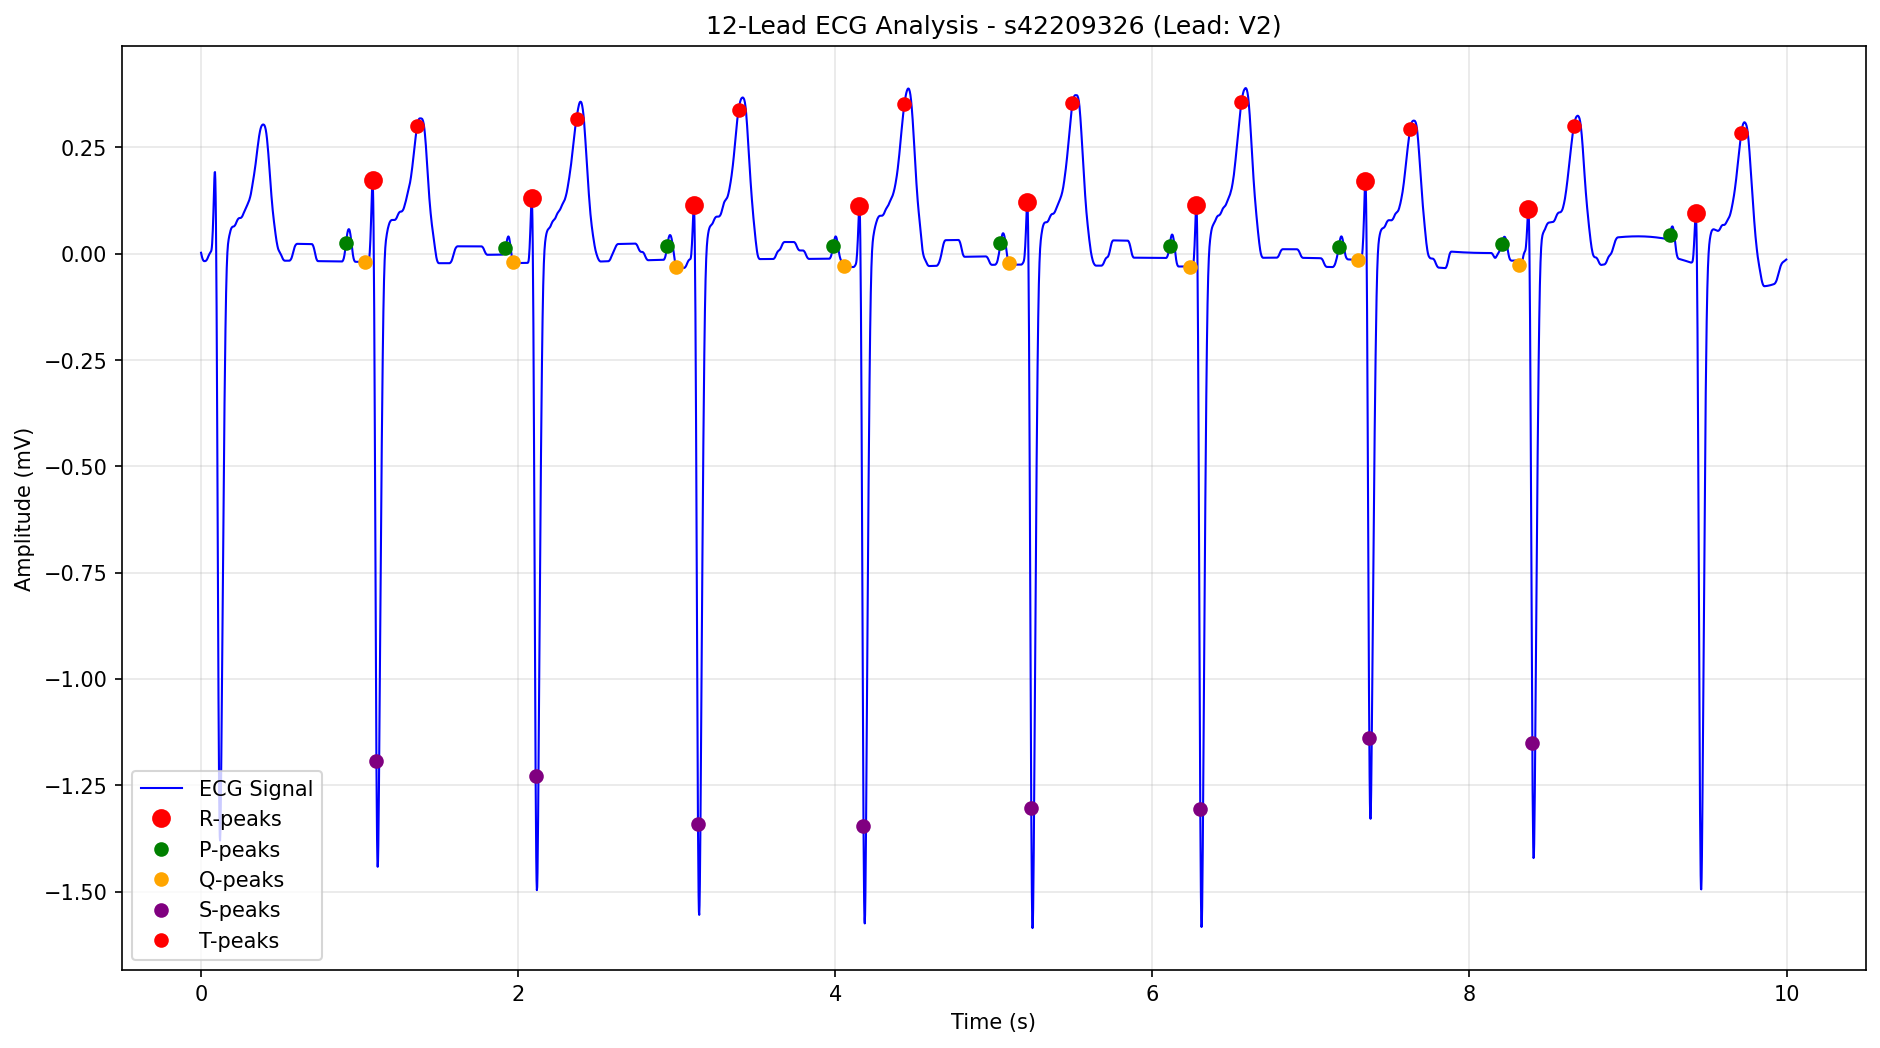 12-Lead ECG Analysis - s42209326 (Lead: V2)
Amplitude (mV)
0.25
0.00
−0.25
−0.50
−0.75
−1.00
−1.25
−1.50
ECG Signal
R-peaks
P-peaks
Q-peaks
S-peaks
T-peaks
0 2 4 6 8 10
Time (s)